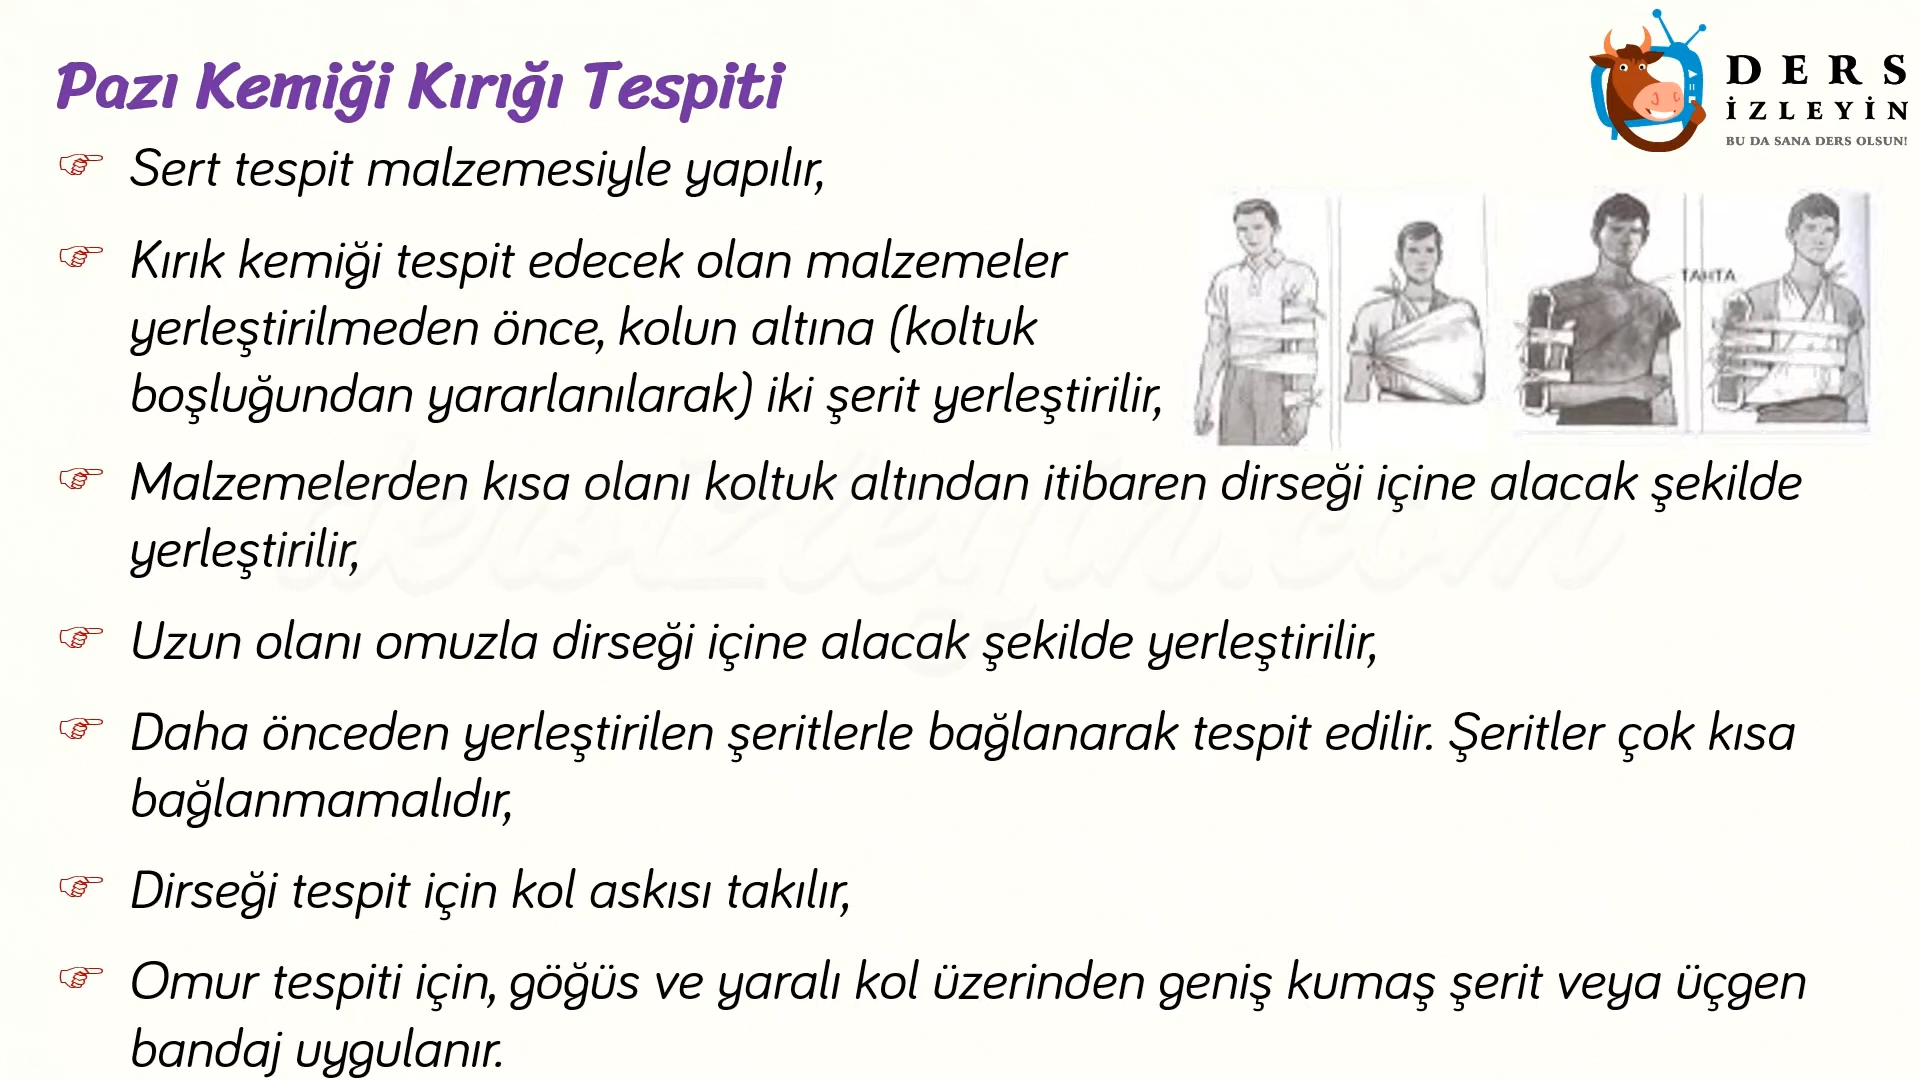 Pazı Kemiği Kırığı Tespiti
DERS
İZLEYİN
BU DA SANA DERS OLSUN!
Sert tespit malzemesiyle yapılır,
Kırık kemiği tespit edecek olan malzemeler
yerleştirilmeden önce, kolun altına (koltuk
boşluğundan yararlanılarak) iki şerit yerleştirilir,
TAHTA
Malzemelerden kısa olanı koltuk altından itibaren dirseği içine alacak şekilde
yerleştirilir,
Uzun olanı omuzla dirseği içine alacak şekilde yerleştirilir,
Daha önceden yerleştirilen şeritlerle bağlanarak tespit edilir. Şeritler çok kısa
bağlanmamalıdır,
Dirseği tespit için kol askısı takılır,
Omur tespiti için, göğüs ve yaralı kol üzerinden geniş kumaş şerit veya üçgen
bandaj uygulanır.
dersizleyin.com